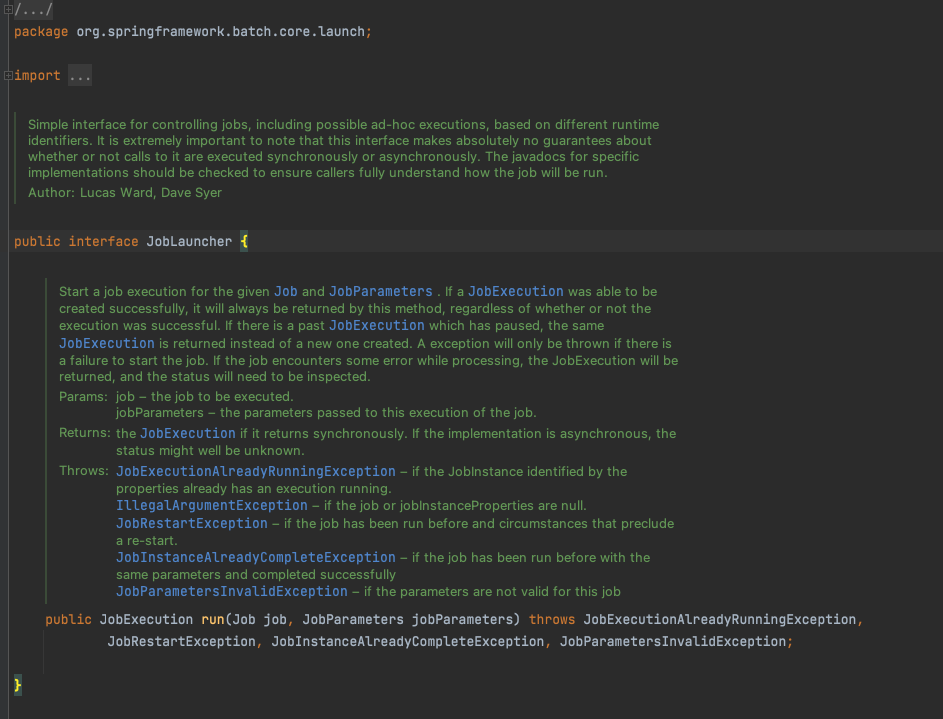 /.../
package org.springframework.batch.core.launch;
import ...
Simple interface for controlling jobs, including possible ad-hoc executions, based on different runtime
identifiers. It is extremely important to note that this interface makes absolutely no guarantees about
whether or not calls to it are executed synchronously or asynchronously. The javadocs for specific
implementations should be checked to ensure callers fully understand how the job will be run.
Author: Lucas Ward, Dave Syer
public interface JobLauncher {
Start a job execution for the given Job and JobParameters . If a JobExecution was able to be
created successfully, it will always be returned by this method, regardless of whether or not the
execution was successful. If there is a past JobExecution which has paused, the same
JobExecution is returned instead of a new one created. A exception will only be thrown if there is
a failure to start the job. If the job encounters some error while processing, the JobExecution will be
returned, and the status will need to be inspected.
Params: job – the job to be executed.
jobParameters – the parameters passed to this execution of the job.
Returns: the JobExecution if it returns synchronously. If the implementation is asynchronous, the
status might well be unknown.
Throws: JobExecutionAlreadyRunningException – if the JobInstance identified by the
properties already has an execution running.
IllegalArgumentException – if the job or jobInstanceProperties are null.
JobRestartException – if the job has been run before and circumstances that preclude
a re-start.
JobInstanceAlreadyCompleteException – if the job has been run before with the
same parameters and completed successfully
JobParametersInvalidException – if the parameters are not valid for this job
public JobExecution run(Job job, JobParameters jobParameters) throws JobExecutionAlreadyRunningException,
JobRestartException, JobInstanceAlreadyCompleteException, JobParametersInvalidException;
}